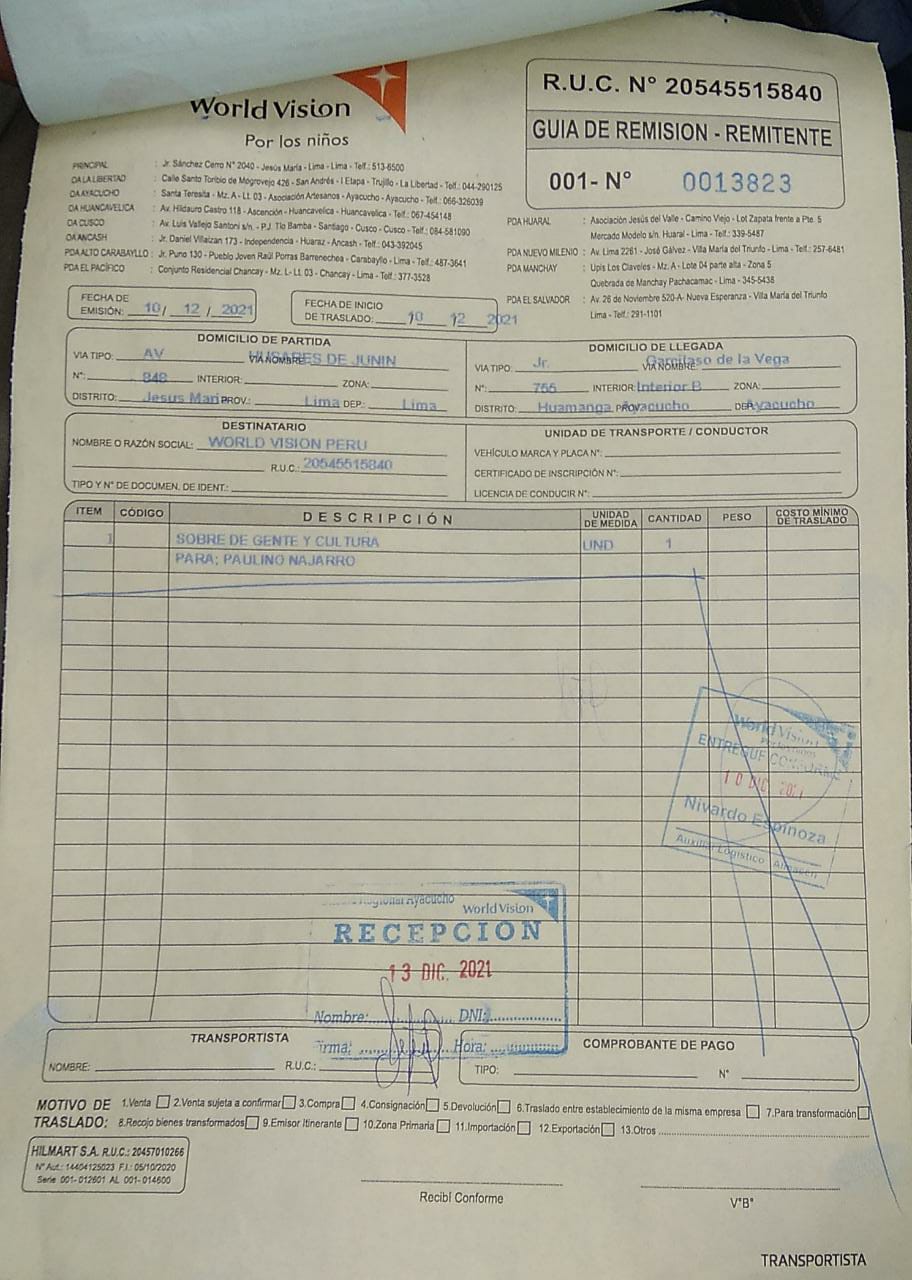 World Vision
Por los niños
R.U.C. N° 20545515840
GUIA DE REMISION - REMITENTE
001- N° 0013823
PRINCIPAL : Jr. Sánchez Cerro N° 2040 - Jesús María - Lima - Lima - Telf.: 513-6500
OA LA LIBERTAD : Calle Santo Toribio de Mogrovejo 426 - San Andrés - I Etapa - Trujillo - La Libertad - Telf.: 044-290125
OA AYACUCHO : Santa Teresita - Mz. A - Lt. 03 - Asociación Artesanos - Ayacucho - Ayacucho - Telf.: 066-326039
OA HUANCAVELICA : Av. Hildauro Castro 118 - Ascención - Huancavelica - Huancavelica - Telf.: 067-454148
OA CUSCO : Av. Luis Vallejo Santoni s/n. - P.J. Tío Bamba - Santiago - Cusco - Cusco - Telf.: 084-581090
OA ANCASH : Jr. Daniel Villaizan 173 - Independencia - Huaraz - Ancash - Telf.: 043-392045
PDA ALTO CARABAYLLO : Jr. Puno 130 - Pueblo Joven Raúl Porras Barrenechea - Carabayllo - Lima - Telf.: 487-3641
PDA EL PACÍFICO : Conjunto Residencial Chancay - Mz. L - Lt. 03 - Chancay - Lima - Telf.: 377-3528
PDA HUARAL : Asociación Jesús del Valle - Camino Viejo - Lot Zapata frente a Pte. 5
Mercado Modelo s/n. Huaral - Lima - Telf.: 339-5487
PDA NUEVO MILENIO : Av. Lima 2261 - José Gálvez - Villa María del Triunfo - Lima - Telf.: 257-6481
PDA MANCHAY : Upis Los Claveles - Mz. A - Lote 04 parte alta - Zona 5
Quebrada de Manchay Pachacamac - Lima - 345-5438
PDA EL SALVADOR : Av. 26 de Noviembre 520-A- Nueva Esperanza - Villa María del Triunfo
Lima - Telf.: 291-1101
FECHA DE
EMISIÓN: 10/ 12 / 2021
FECHA DE INICIO
DE TRASLADO: 10 12 2021
DOMICILIO DE PARTIDA
VIA TIPO: AV VIA NOMBRE: HUSARES DE JUNIN
N°: 848 INTERIOR: ZONA:
DISTRITO: Jesus Mari PROV.: Lima DEP.: Lima
DOMICILIO DE LLEGADA
VIA TIPO: Jr. VIA NOMBRE: Garcilaso de la Vega
N°: 755 INTERIOR Interior B ZONA:
DISTRITO: Huamanga PROV Ayacucho DEP Ayacucho
DESTINATARIO
NOMBRE O RAZÓN SOCIAL: WORLD VISION PERU
R.U.C.: 20545515840
TIPO Y N° DE DOCUMEN. DE IDENT.:
UNIDAD DE TRANSPORTE / CONDUCTOR
VEHÍCULO MARCA Y PLACA N°:
CERTIFICADO DE INSCRIPCIÓN N°:
LICENCIA DE CONDUCIR N°:
ITEM CÓDIGO DESCRIPCIÓN UNIDAD DE MEDIDA CANTIDAD PESO COSTO MÍNIMO DE TRASLADO
1 SOBRE DE GENTE Y CULTURA UND 1
PARA; PAULINO NAJARRO
World Vision
Por los niños
ENTREGUE CONFORME
10 DIC 2021
Nivardo Espinoza
Auxiliar Logístico Almacén
Regional Ayacucho
World Vision
RECEPCION
13 DIC. 2021
Nombre: DNI:
Firma: Hora:
TRANSPORTISTA
NOMBRE: R.U.C.:
COMPROBANTE DE PAGO
TIPO: N°
MOTIVO DE TRASLADO: 1.Venta 2.Venta sujeta a confirmar 3.Compra 4.Consignación 5.Devolución 6.Traslado entre establecimiento de la misma empresa 7.Para transformación
8.Recojo bienes transformados 9.Emisor Itinerante 10.Zona Primaria 11.Importación 12.Exportación 13.Otros
HILMART S.A. R.U.C.: 20457010266
N° Aut.: 14404125023 F.I.: 05/10/2020
Serie 001- 012601 AL 001- 014600
Recibí Conforme
V°B°
TRANSPORTISTA